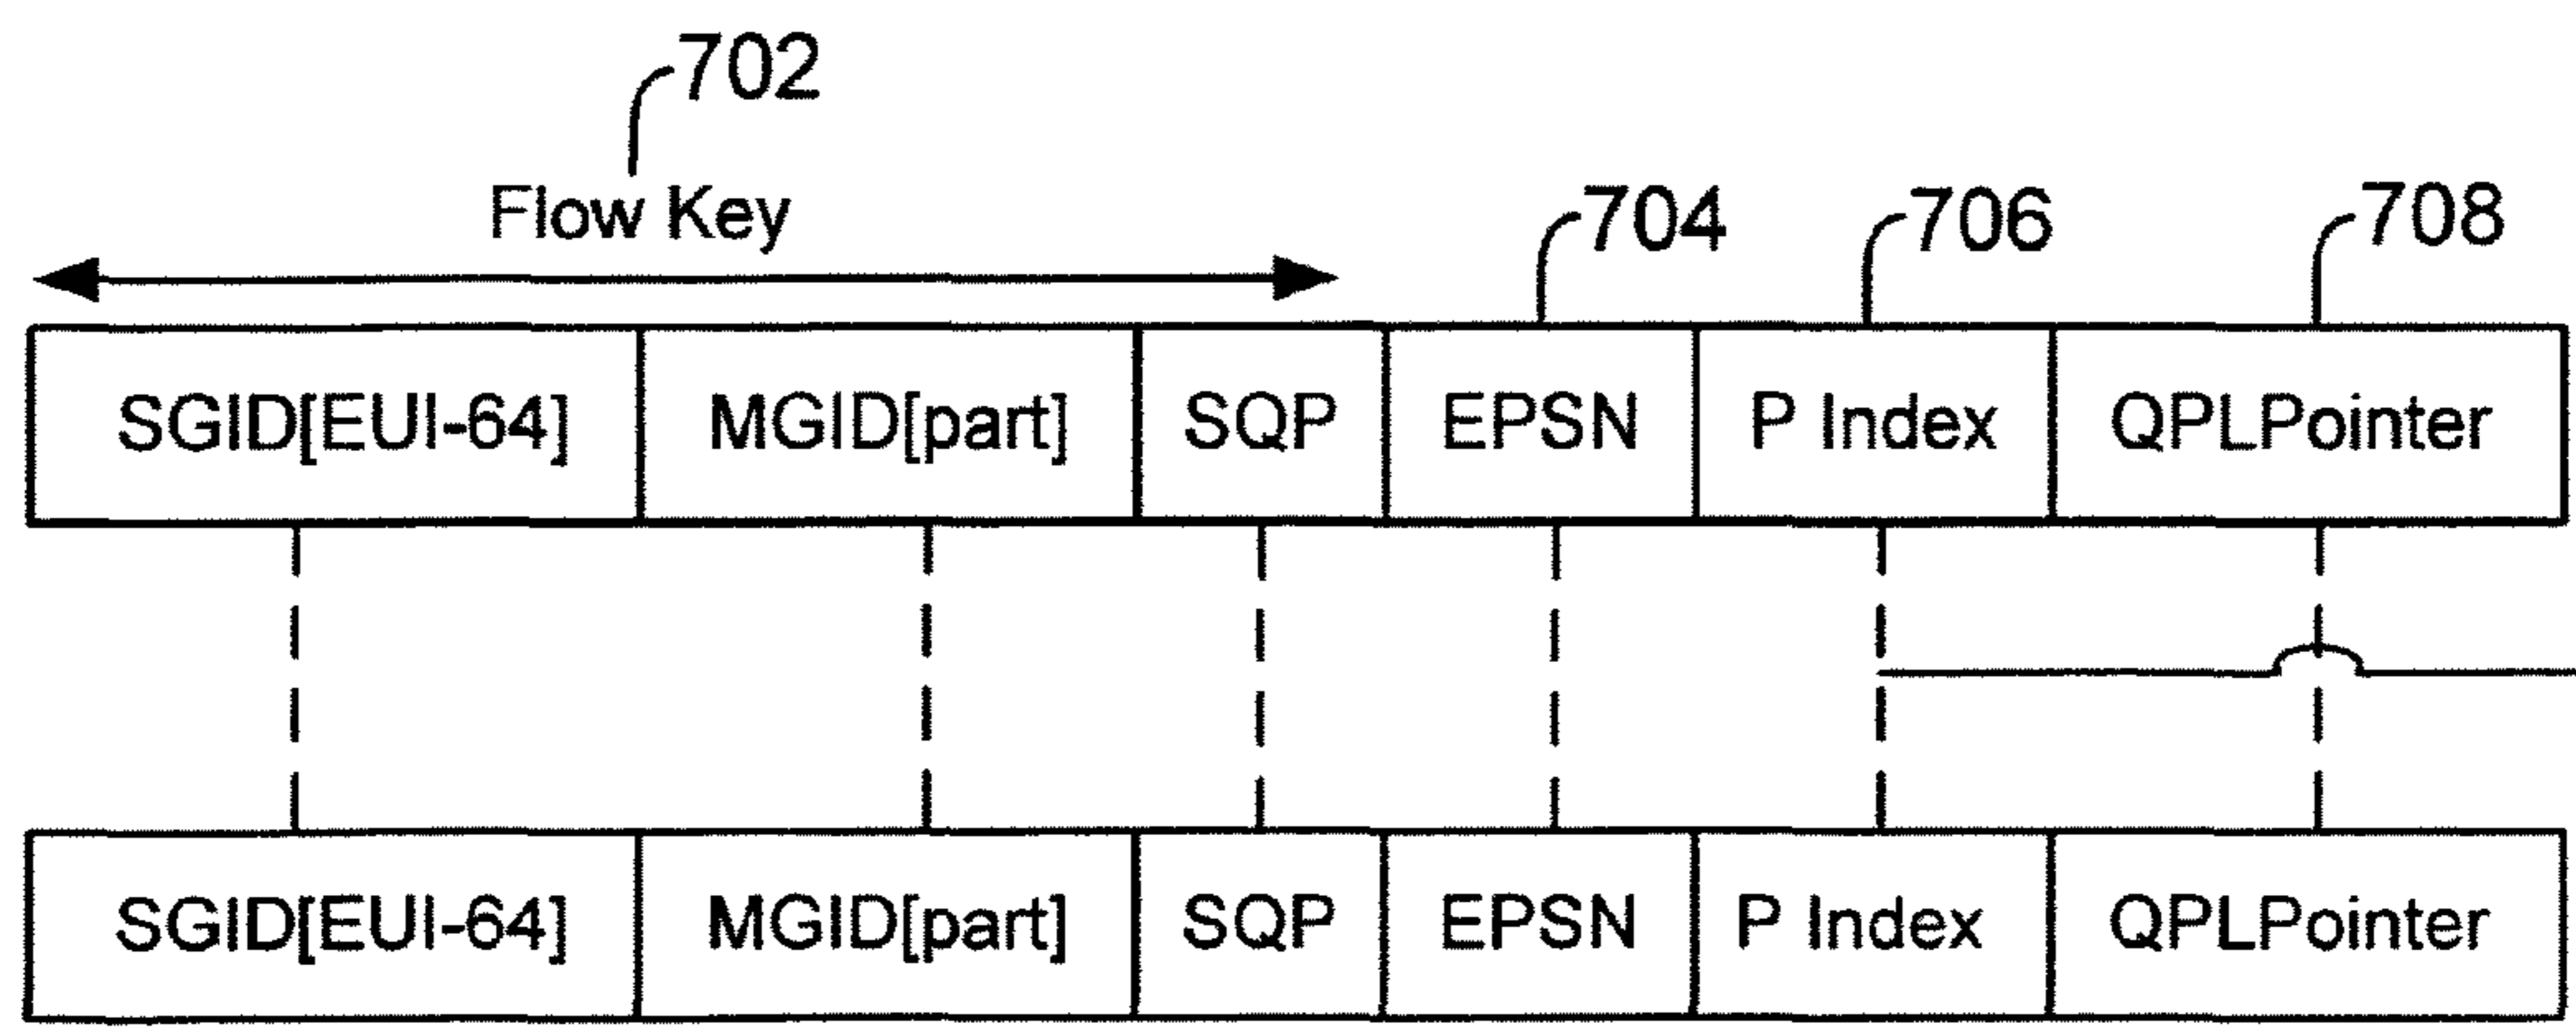 702
Flow Key
704 706 708
SGID[EUI-64] MGID[part] SQP EPSN P Index QPLPointer
SGID[EUI-64] MGID[part] SQP EPSN P Index QPLPointer